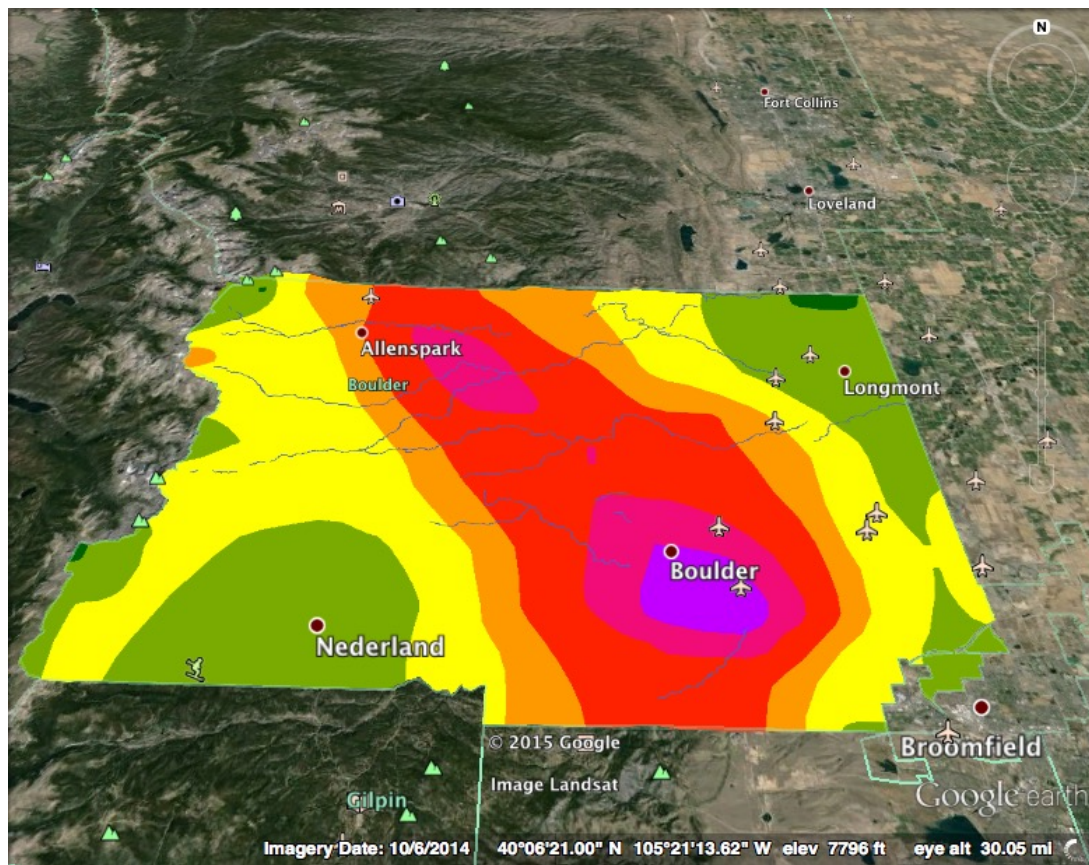 N
Fort Collins
Loveland
Allenspark
Boulder
Longmont
Boulder
Nederland
Broomfield
© 2015 Google
Image Landsat
Gilpin
Google earth
Imagery Date: 10/6/2014 40°06'21.00" N 105°21'13.62" W elev 7796 ft eye alt 30.05 mi